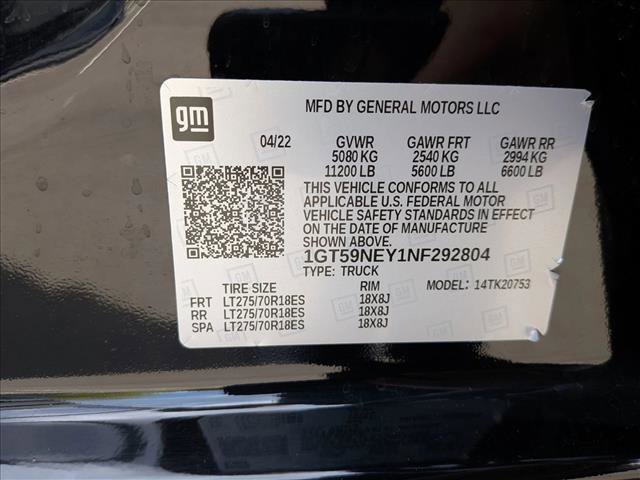 gm
MFD BY GENERAL MOTORS LLC
04/22 GVWR GAWR FRT GAWR RR
5080 KG 2540 KG 2994 KG
11200 LB 5600 LB 6600 LB
THIS VEHICLE CONFORMS TO ALL
APPLICABLE U.S. FEDERAL MOTOR
VEHICLE SAFETY STANDARDS IN EFFECT
ON THE DATE OF MANUFACTURE
SHOWN ABOVE.
1GT59NEY1NF292804
TYPE: TRUCK MODEL: 14TK20753
TIRE SIZE RIM
FRT LT275/70R18ES 18X8J
RR LT275/70R18ES 18X8J
SPA LT275/70R18ES 18X8J